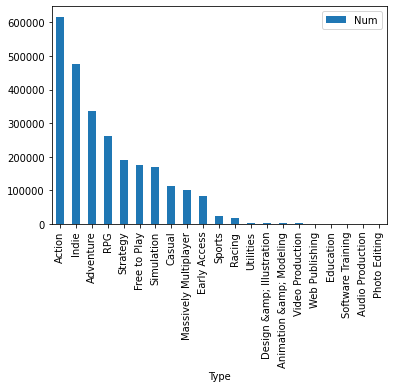 600000
500000
400000
300000
200000
100000
0
Num
Action
Indie
Adventure
RPG
Strategy
Free to Play
Simulation
Casual
Massively Multiplayer
Early Access
Sports
Racing
Utilities
Design &amp; Illustration
Animation &amp; Modeling
Video Production
Web Publishing
Education
Software Training
Audio Production
Photo Editing
Type